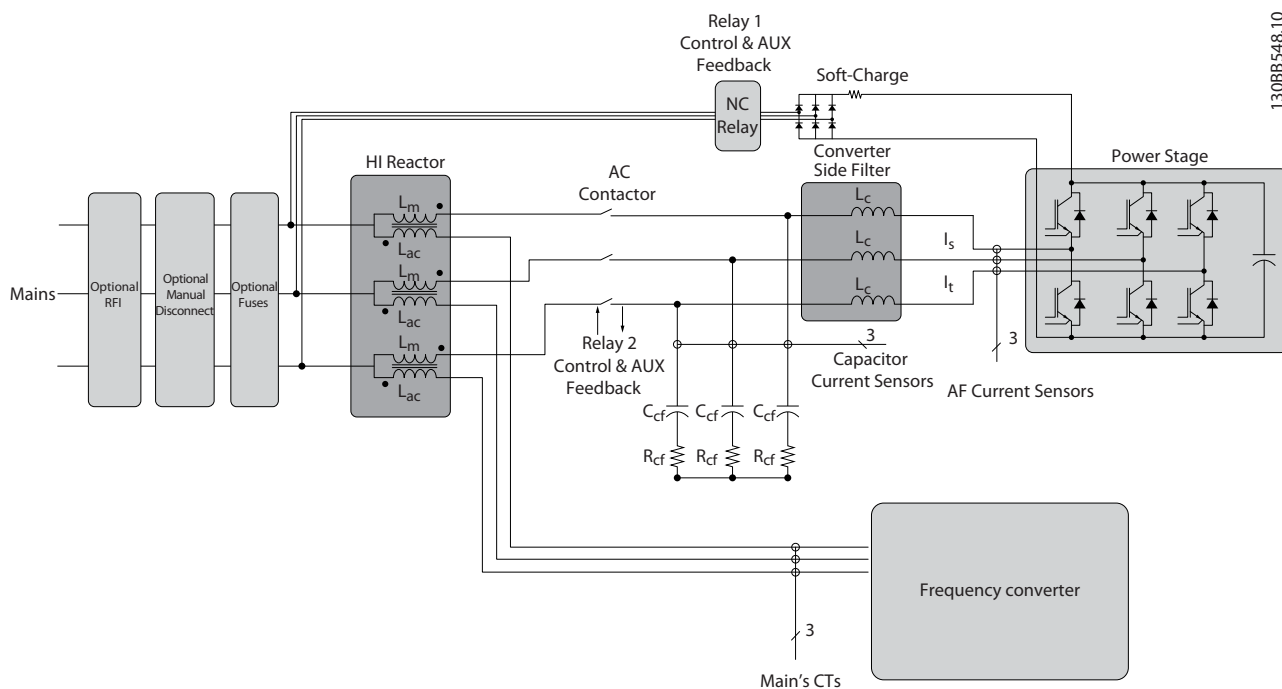 130BB548.10
Relay 1
Control & AUX
Feedback
NC
Relay
Soft-Charge
Converter
Side Filter
Power Stage
HI Reactor
AC
Contactor
Mains
Optional
RFI
Optional
Manual
Disconnect
Optional
Fuses
Lm
Lac
Lm
Lac
Lm
Lac
Lc
Lc
Lc
Is
It
Relay 2
Control & AUX
Feedback
3
Capacitor
Current Sensors
3
AF Current Sensors
Ccf
Ccf
Ccf
Rcf
Rcf
Rcf
Frequency converter
3
Main's CTs